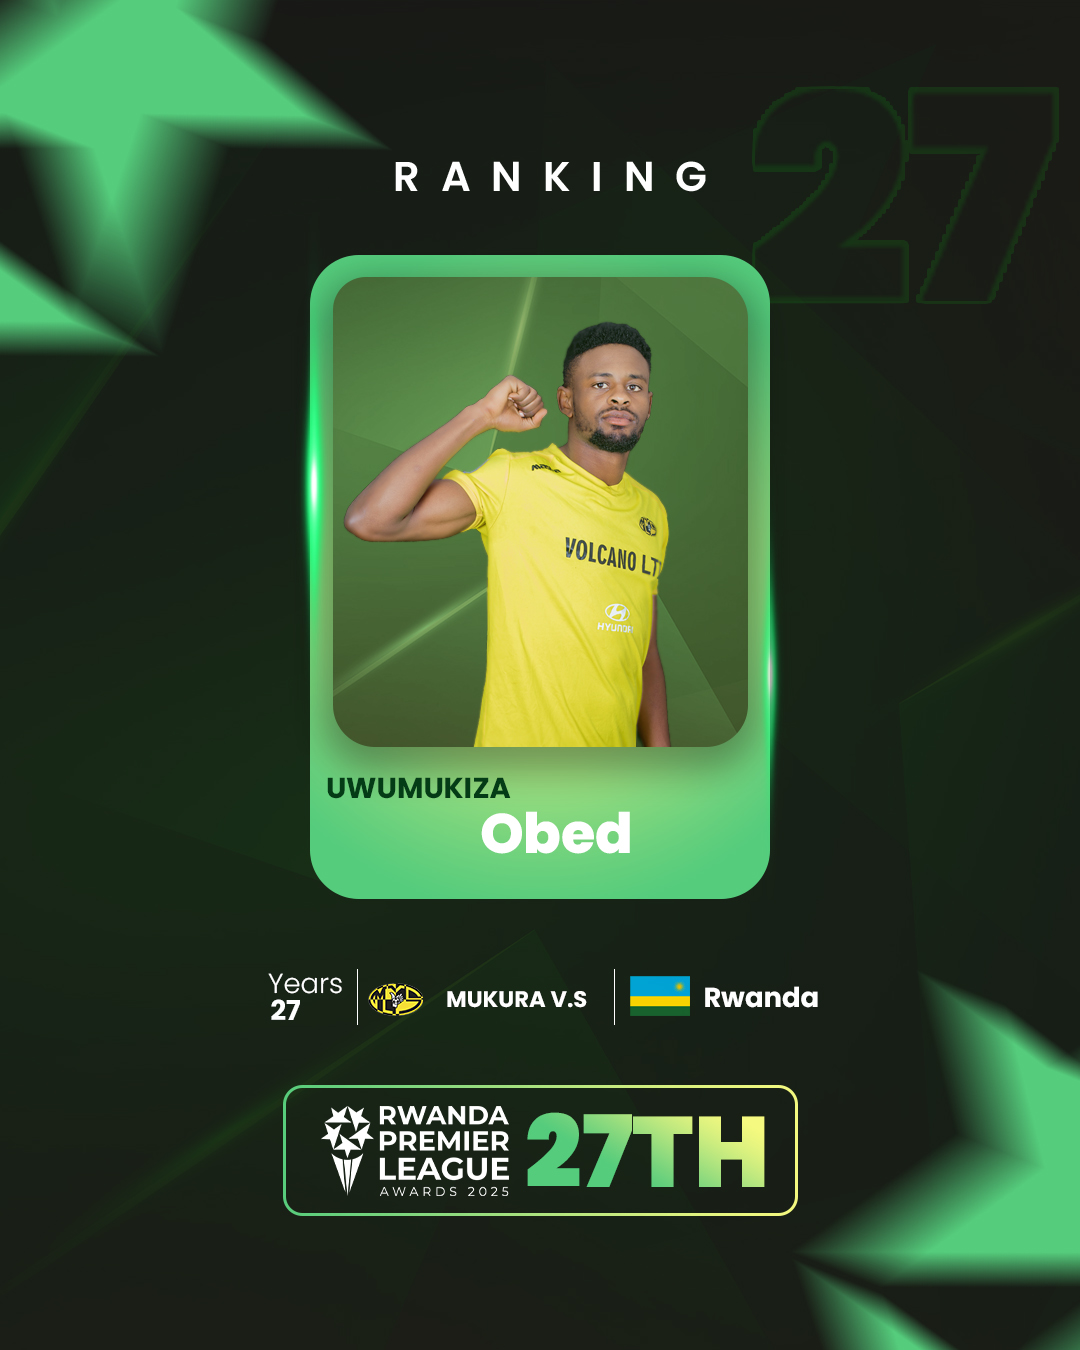 27
RANKING
VOLCANO LT
HYUNDAI
UWUMUKIZA
Obed
Years
27
MUKURA V.S
Rwanda
RWANDA
PREMIER
LEAGUE
AWARDS 2025
27TH